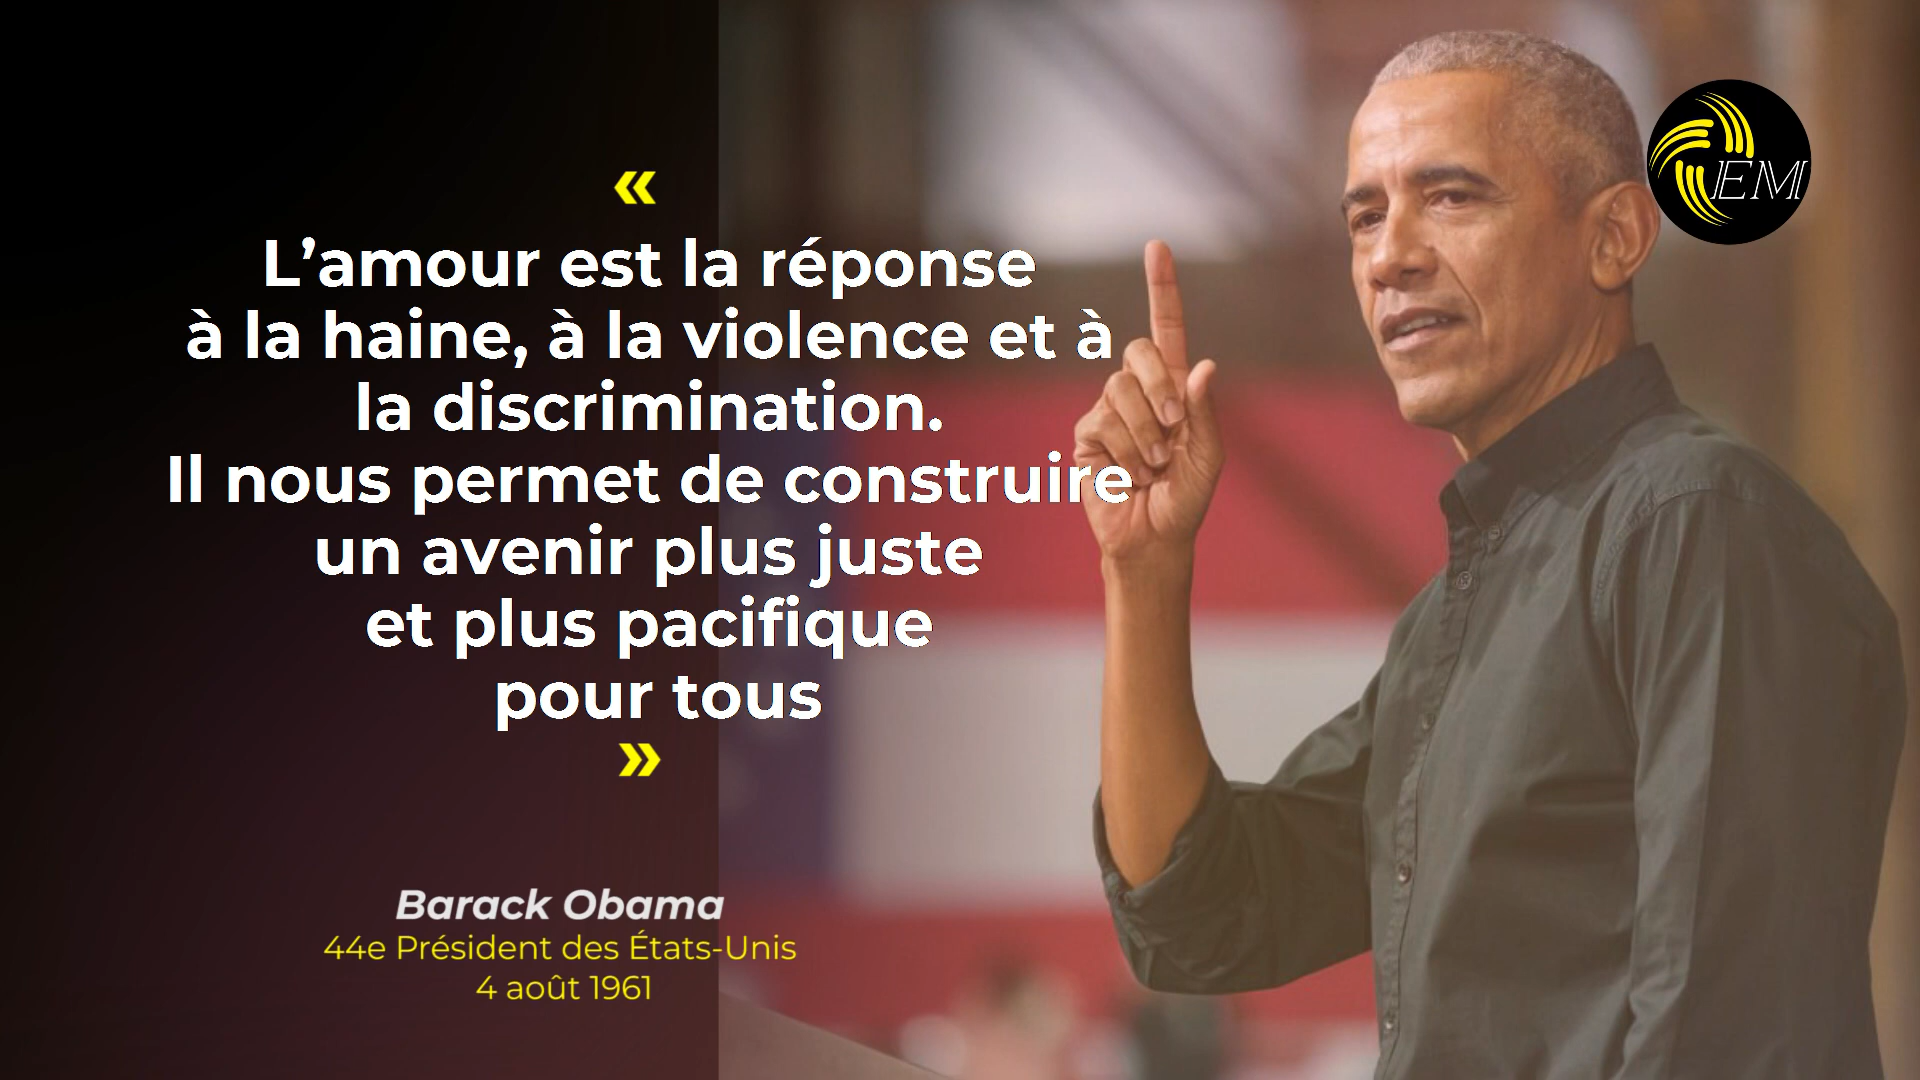 «
L’amour est la réponse
à la haine, à la violence et à
la discrimination.
Il nous permet de construire
un avenir plus juste
et plus pacifique
pour tous
»
Barack Obama
44e Président des États-Unis
4 août 1961
EMI